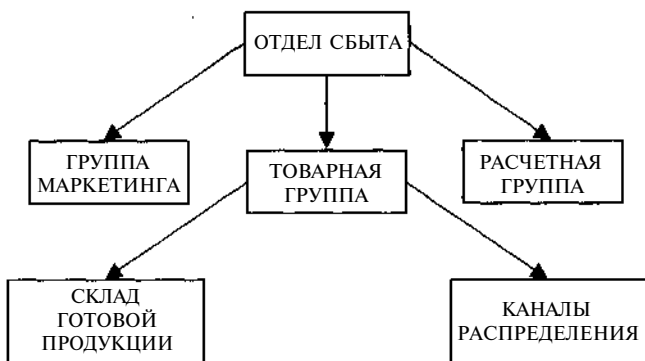 ОТДЕЛ СБЫТА
ГРУППА
МАРКЕТИНГА
ТОВАРНАЯ
ГРУППА
РАСЧЕТНАЯ
ГРУППА
СКЛАД
ГОТОВОЙ
ПРОДУКЦИИ
КАНАЛЫ
РАСПРЕДЕЛЕНИЯ